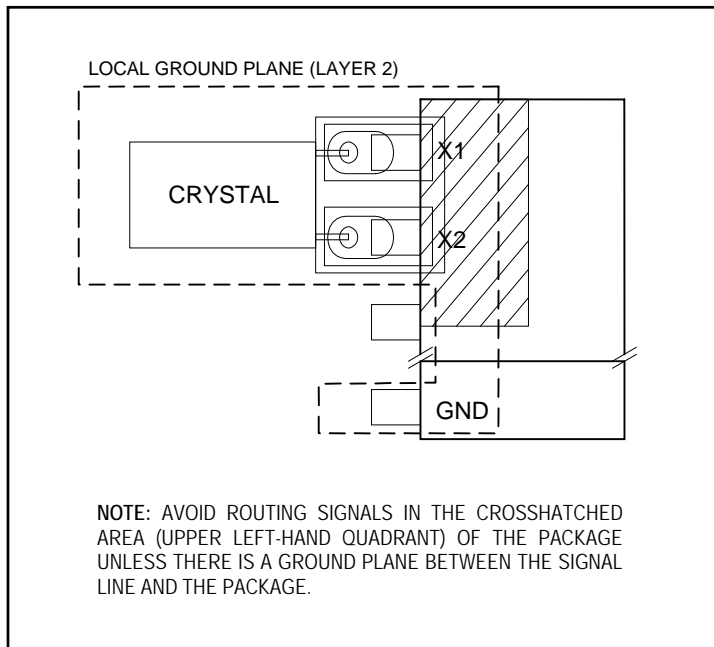 LOCAL GROUND PLANE (LAYER 2)
X1
CRYSTAL
X2
GND
NOTE: AVOID ROUTING SIGNALS IN THE CROSSHATCHED
AREA (UPPER LEFT-HAND QUADRANT) OF THE PACKAGE
UNLESS THERE IS A GROUND PLANE BETWEEN THE SIGNAL
LINE AND THE PACKAGE.